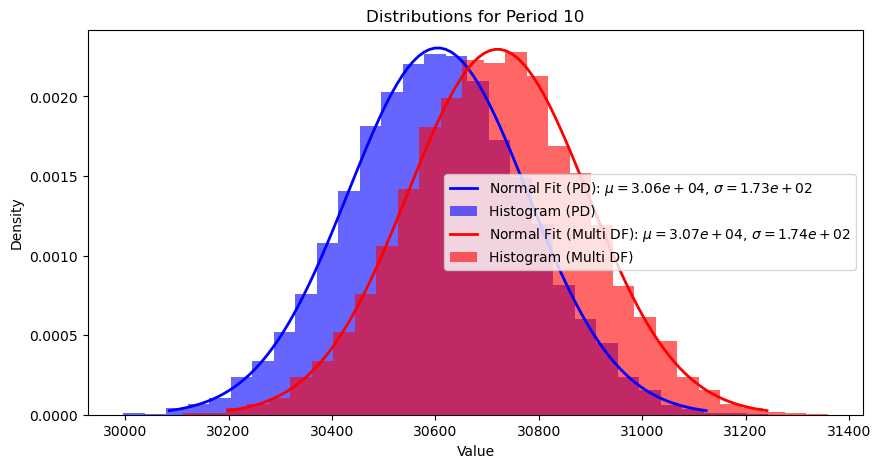 Distributions for Period 10
Density
0.0020
0.0015
0.0010
0.0005
0.0000
Normal Fit (PD): μ = 3.06e + 04, σ = 1.73e + 02
Histogram (PD)
Normal Fit (Multi DF): μ = 3.07e + 04, σ = 1.74e + 02
Histogram (Multi DF)
30000 30200 30400 30600 30800 31000 31200 31400
Value